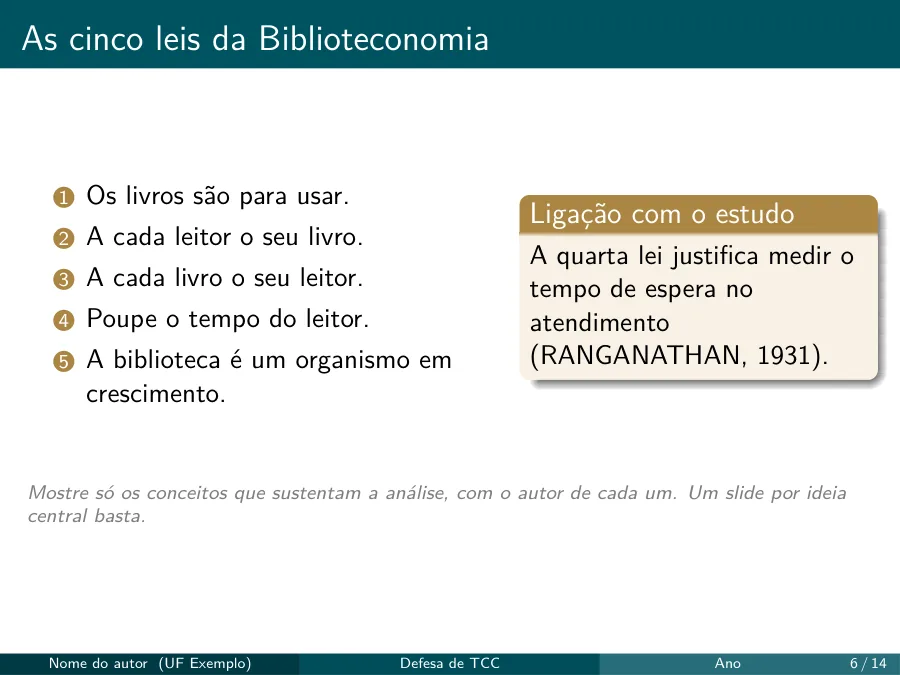 As cinco leis da Biblioteconomia
1 Os livros são para usar.
2 A cada leitor o seu livro.
3 A cada livro o seu leitor.
4 Poupe o tempo do leitor.
5 A biblioteca é um organismo em
crescimento.
Ligação com o estudo
A quarta lei justifica medir o
tempo de espera no
atendimento
(RANGANATHAN, 1931).
Mostre só os conceitos que sustentam a análise, com o autor de cada um. Um slide por ideia
central basta.
Nome do autor (UF Exemplo) Defesa de TCC Ano 6 / 14